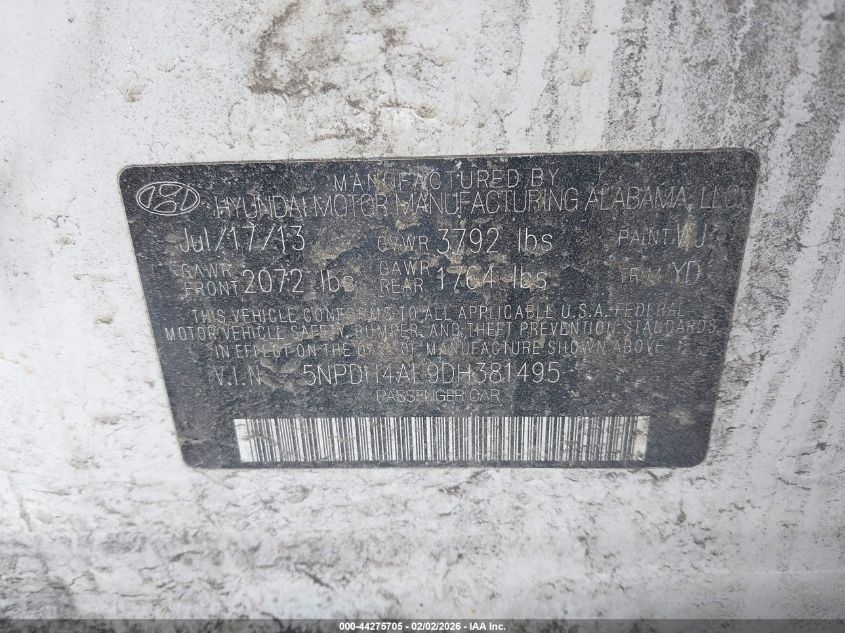 MANUFACTURED BY
HYUNDAI MOTOR MANUFACTURING ALABAMA, LLC
Jul/17/13 GVWR 3792 lbs PAINT WJ
GAWR FRONT 2072 lbs GAWR REAR 1764 lbs TRIM YD
THIS VEHICLE CONFORMS TO ALL APPLICABLE U.S.A. FEDERAL
MOTOR VEHICLE SAFETY, BUMPER, AND THEFT PREVENTION STANDARDS
IN EFFECT ON THE DATE OF MANUFACTURE SHOWN ABOVE.
V.I.N. 5NPDH4AE9DH381495
PASSENGER CAR
000-44275705 - 02/02/2026 - IAA Inc.